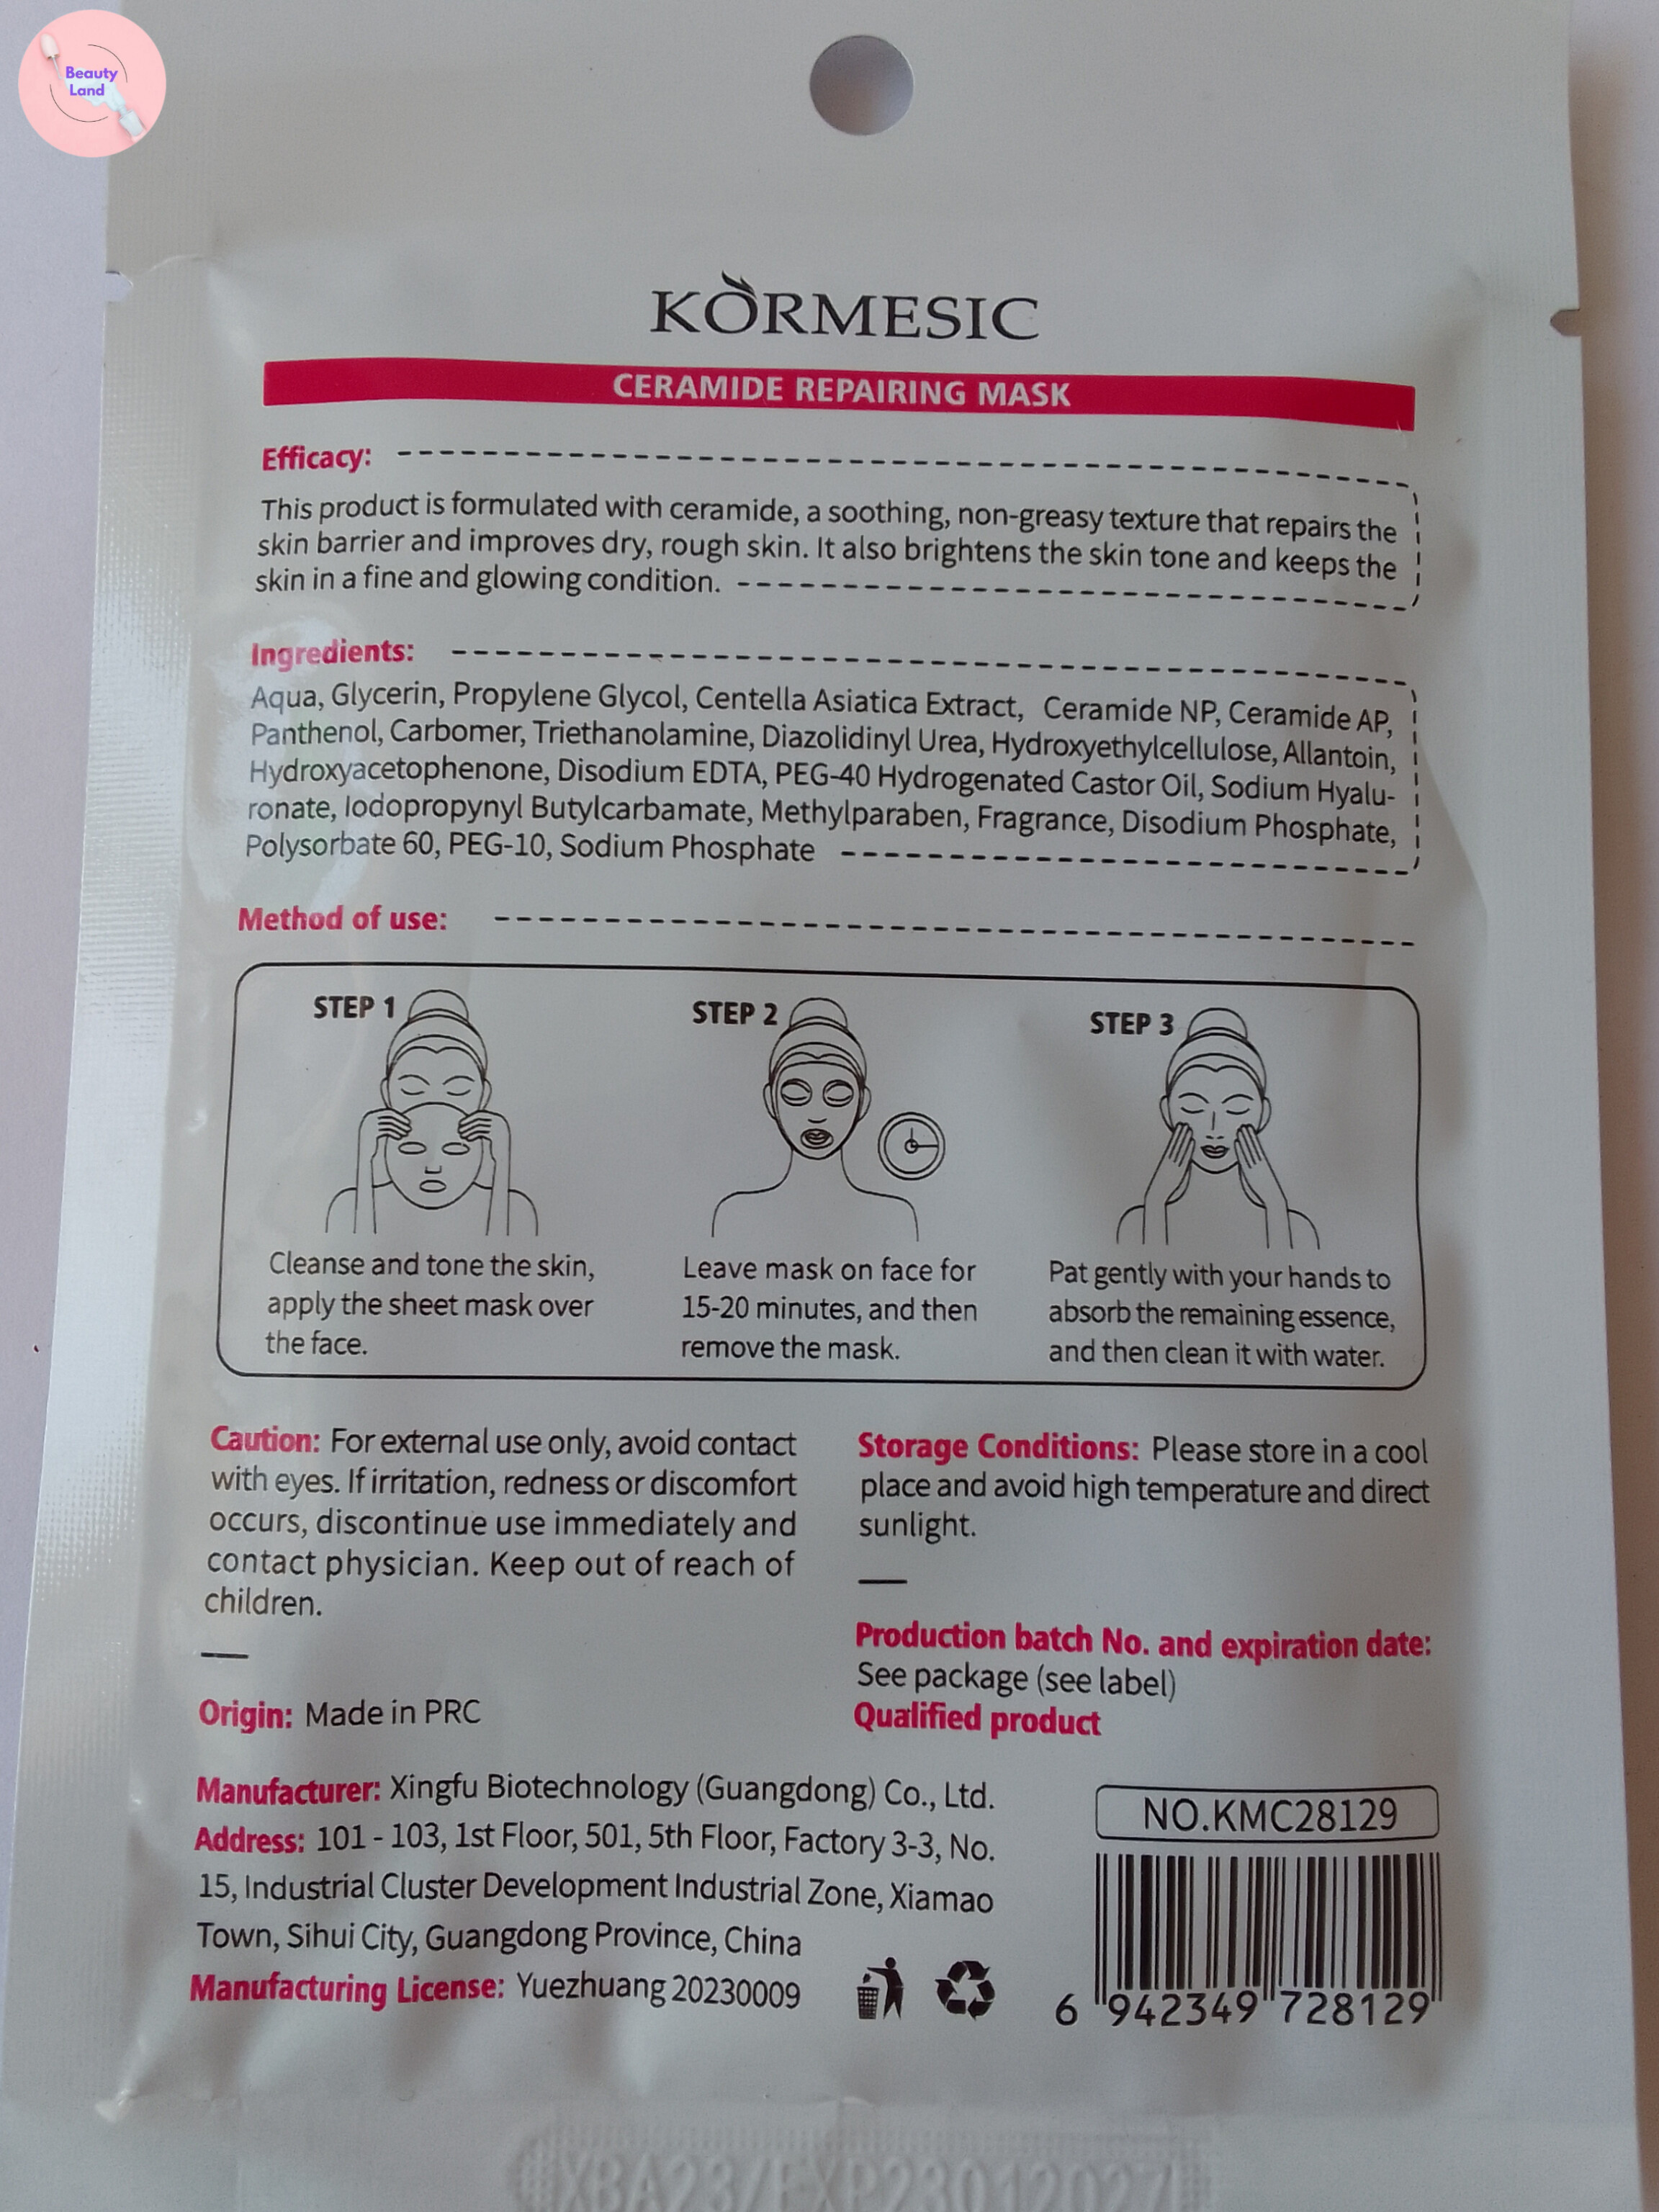 Beauty
Land
KÒRMESIC
CERAMIDE REPAIRING MASK
Efficacy:
This product is formulated with ceramide, a soothing, non-greasy texture that repairs the
skin barrier and improves dry, rough skin. It also brightens the skin tone and keeps the
skin in a fine and glowing condition.
Ingredients:
Aqua, Glycerin, Propylene Glycol, Centella Asiatica Extract, Ceramide NP, Ceramide AP,
Panthenol, Carbomer, Triethanolamine, Diazolidinyl Urea, Hydroxyethylcellulose, Allantoin,
Hydroxyacetophenone, Disodium EDTA, PEG-40 Hydrogenated Castor Oil, Sodium Hyalu-
ronate, Iodopropynyl Butylcarbamate, Methylparaben, Fragrance, Disodium Phosphate,
Polysorbate 60, PEG-10, Sodium Phosphate
Method of use:
STEP 1
Cleanse and tone the skin,
apply the sheet mask over
the face.
STEP 2
Leave mask on face for
15-20 minutes, and then
remove the mask.
STEP 3
Pat gently with your hands to
absorb the remaining essence,
and then clean it with water.
Caution: For external use only, avoid contact
with eyes. If irritation, redness or discomfort
occurs, discontinue use immediately and
contact physician. Keep out of reach of
children.
Origin: Made in PRC
Storage Conditions: Please store in a cool
place and avoid high temperature and direct
sunlight.
Production batch No. and expiration date:
See package (see label)
Qualified product
Manufacturer: Xingfu Biotechnology (Guangdong) Co., Ltd.
Address: 101 - 103, 1st Floor, 501, 5th Floor, Factory 3-3, No.
15, Industrial Cluster Development Industrial Zone, Xiamao
Town, Sihui City, Guangdong Province, China
Manufacturing License: Yuezhuang 20230009
NO.KMC28129
6 942349 728129
XBA23/EXP23012027